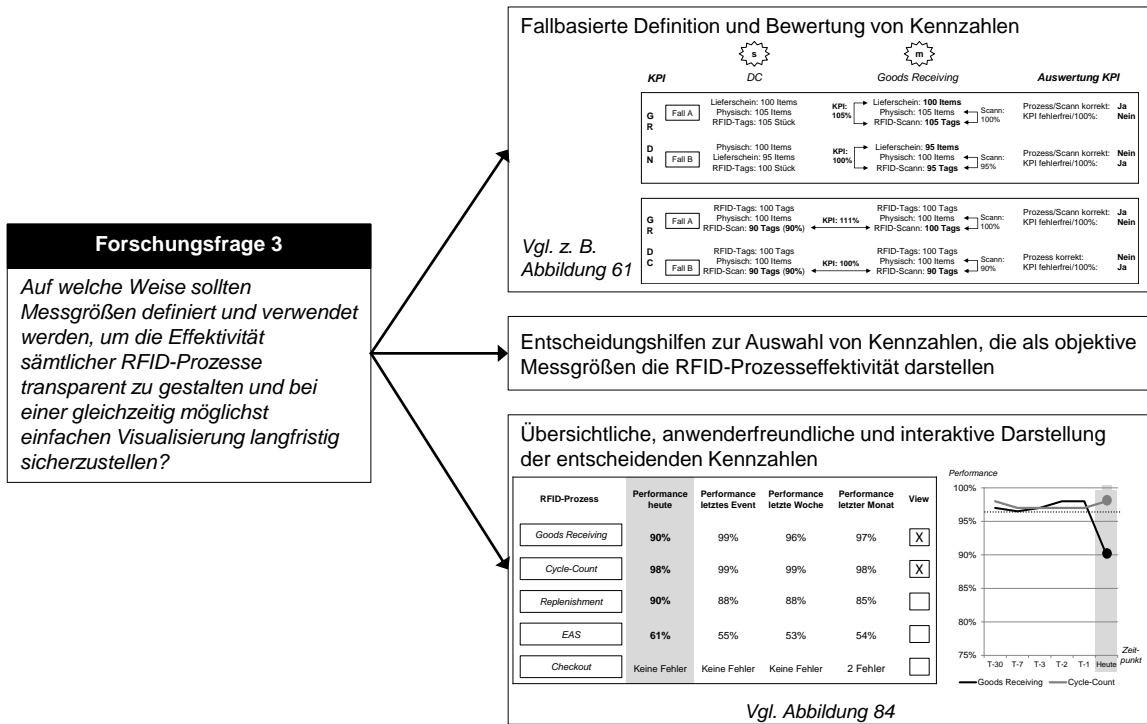 Forschungsfrage 3
Auf welche Weise sollten
Messgrößen definiert und verwendet
werden, um die Effektivität
sämtlicher RFID-Prozesse
transparent zu gestalten und bei
einer gleichzeitig möglichst
einfachen Visualisierung langfristig
sicherzustellen?
Fallbasierte Definition und Bewertung von Kennzahlen
s
m
KPI
DC
Goods Receiving
Auswertung KPI
G
R
D
N
Fall A
Lieferschein: 100 Items
Physisch: 105 Items
RFID-Tags: 105 Stück
KPI:
105%
Lieferschein: 100 Items
Physisch: 105 Items
RFID-Scann: 105 Tags
Scann:
100%
Prozess/Scann korrekt: Ja
KPI fehlerfrei/100%: Nein
Fall B
Physisch: 100 Items
Lieferschein: 95 Items
RFID-Tags: 100 Stück
KPI:
100%
Lieferschein: 95 Items
Physisch: 100 Items
RFID-Scann: 95 Tags
Scann:
95%
Prozess/Scann korrekt: Nein
KPI fehlerfrei/100%: Ja
G
R
D
C
Fall A
RFID-Tags: 100 Tags
Physisch: 100 Items
RFID-Scan: 90 Tags (90%)
KPI: 111%
RFID-Tags: 100 Tags
Physisch: 100 Items
RFID-Scann: 100 Tags
Scann:
100%
Prozess/Scann korrekt: Ja
KPI fehlerfrei/100%: Nein
Fall B
RFID-Tags: 100 Tags
Physisch: 100 Items
RFID-Scan: 90 Tags (90%)
KPI: 100%
RFID-Tags: 100 Tags
Physisch: 100 Items
RFID-Scann: 90 Tags
Scann:
90%
Prozess korrekt: Nein
KPI fehlerfrei/100%: Ja
Vgl. z. B.
Abbildung 61
Entscheidungshilfen zur Auswahl von Kennzahlen, die als objektive
Messgrößen die RFID-Prozesseffektivität darstellen
Übersichtliche, anwenderfreundliche und interaktive Darstellung
der entscheidenden Kennzahlen
RFID-Prozess
Performance
heute
Performance
letztes Event
Performance
letzte Woche
Performance
letzter Monat
View
Goods Receiving 90% 99% 96% 97% X
Cycle-Count 98% 99% 99% 98% X
Replenishment 90% 88% 88% 85%
EAS 61% 55% 53% 54%
Checkout Keine Fehler Keine Fehler Keine Fehler 2 Fehler
Performance
100%
95%
90%
85%
80%
75%
T-30 T-7 T-3 T-2 T-1 Heute
Zeit-
punkt
Goods Receiving Cycle-Count
Vgl. Abbildung 84